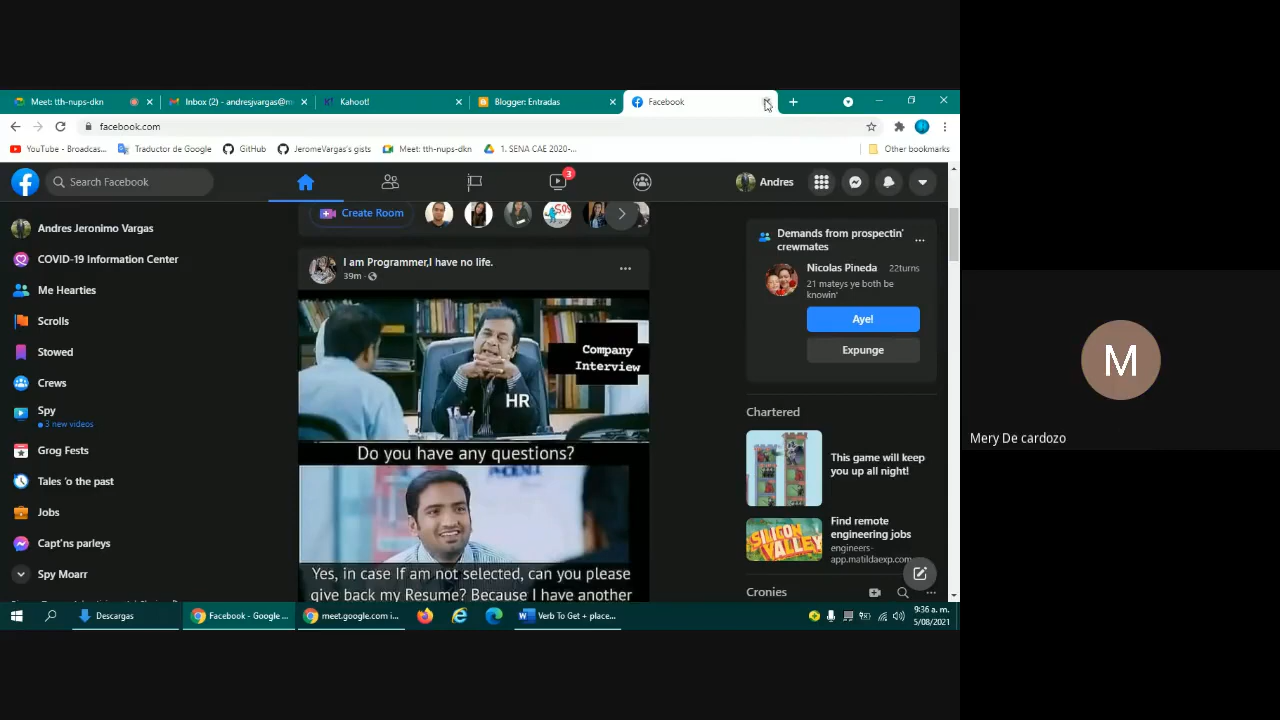 Meet: tth-nups-dkn
Inbox (2) - andresjvargas@m
Kahoot!
Blogger: Entradas
Facebook
facebook.com
YouTube - Broadcas...
Traductor de Google
GitHub
JeromeVargas's gists
Meet: tth-nups-dkn
1. SENA CAE 2020-...
Other bookmarks
Search Facebook
3
Andres
Andres Jeronimo Vargas
COVID-19 Information Center
Me Hearties
Scrolls
Stowed
Crews
Spy
3 new videos
Grog Fests
Tales 'o the past
Jobs
Capt'ns parleys
Spy Moarr
Create Room
SOS
I am Programmer,I have no life.
39m
Company
Interview
HR
Do you have any questions?
Yes, in case If am not selected, can you please
give back my Resume? Because I have another
Demands from prospectin'
crewmates
Nicolas Pineda 22turns
21 mateys ye both be
knowin'
Aye!
Expunge
Chartered
This game will keep
you up all night!
SILICON
VALLEY
Find remote
engineering jobs
engineers-
app.matildaexp.com...
Cronies
Descargas
Facebook - Google ...
meet.google.com i...
Verb To Get + place...
9:36 a. m.
5/08/2021
M
Mery De cardozo